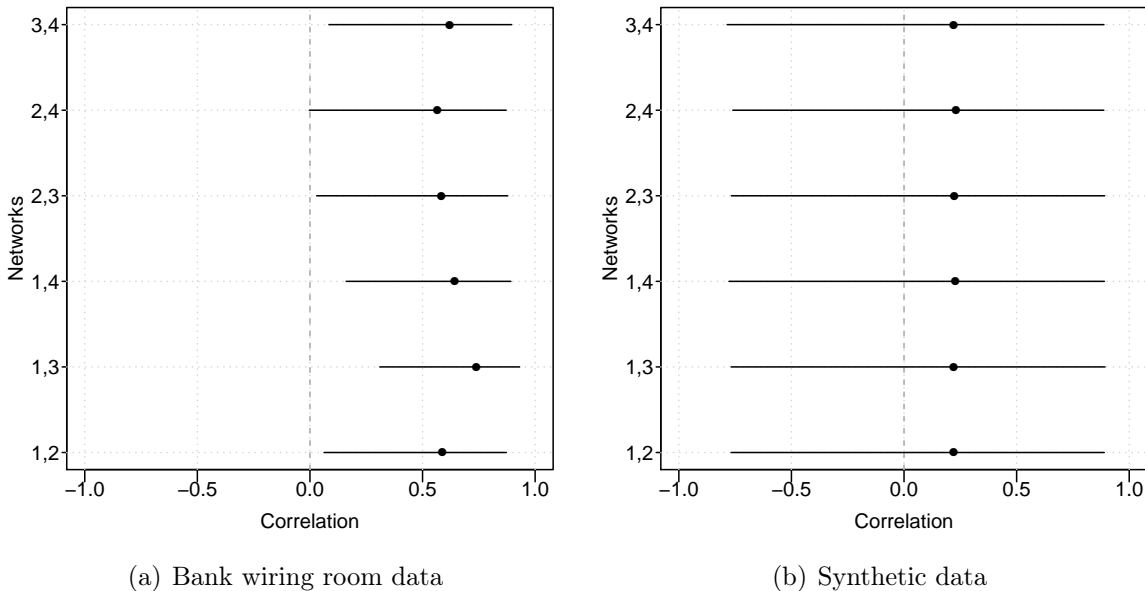 3,4
2,4
2,3
1,4
1,3
1,2
Networks
−1.0 −0.5 0.0 0.5 1.0
Correlation
(a) Bank wiring room data
3,4
2,4
2,3
1,4
1,3
1,2
Networks
−1.0 −0.5 0.0 0.5 1.0
Correlation
(b) Synthetic data